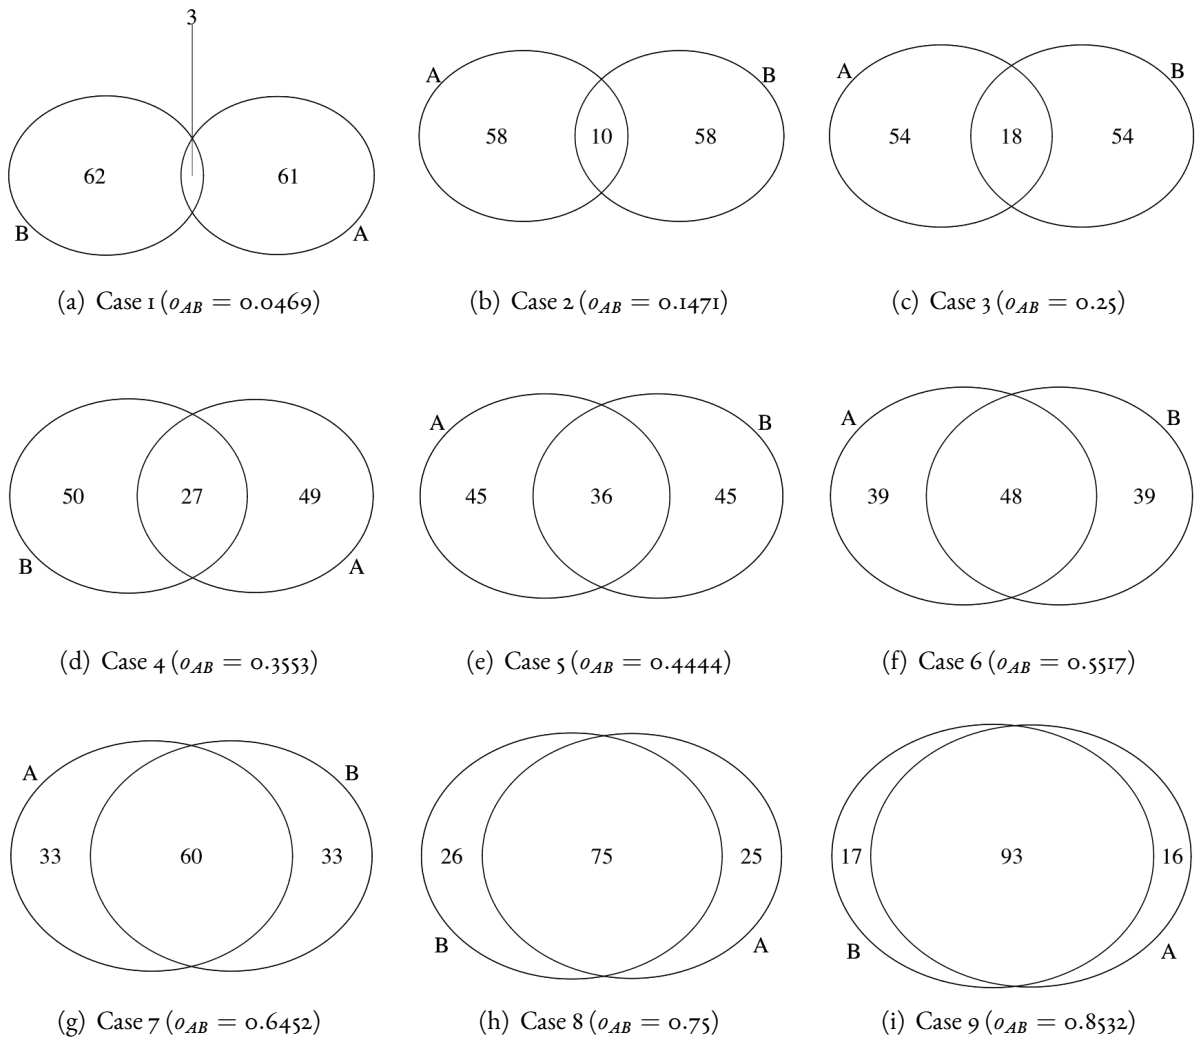 3
62 61
B A
(a) Case 1 (o_AB = 0.0469)
A B
58 10 58
(b) Case 2 (o_AB = 0.1471)
A B
54 18 54
(c) Case 3 (o_AB = 0.25)
50 27 49
B A
(d) Case 4 (o_AB = 0.3553)
A B
45 36 45
(e) Case 5 (o_AB = 0.4444)
A B
39 48 39
(f) Case 6 (o_AB = 0.5517)
A B
33 60 33
(g) Case 7 (o_AB = 0.6452)
26 75 25
B A
(h) Case 8 (o_AB = 0.75)
17 93 16
B A
(i) Case 9 (o_AB = 0.8532)